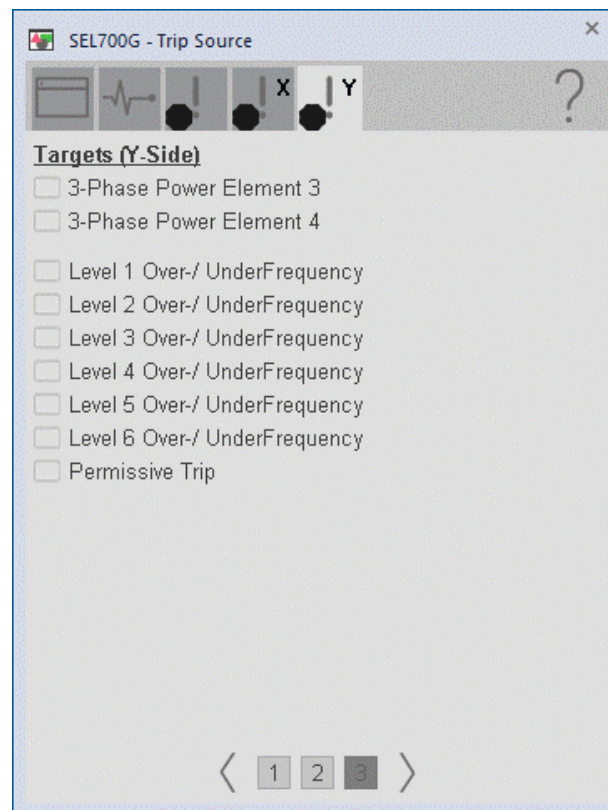 SEL700G - Trip Source
X Y ?
Targets (Y-Side)
3-Phase Power Element 3
3-Phase Power Element 4
Level 1 Over-/ UnderFrequency
Level 2 Over-/ UnderFrequency
Level 3 Over-/ UnderFrequency
Level 4 Over-/ UnderFrequency
Level 5 Over-/ UnderFrequency
Level 6 Over-/ UnderFrequency
Permissive Trip
1 2 3